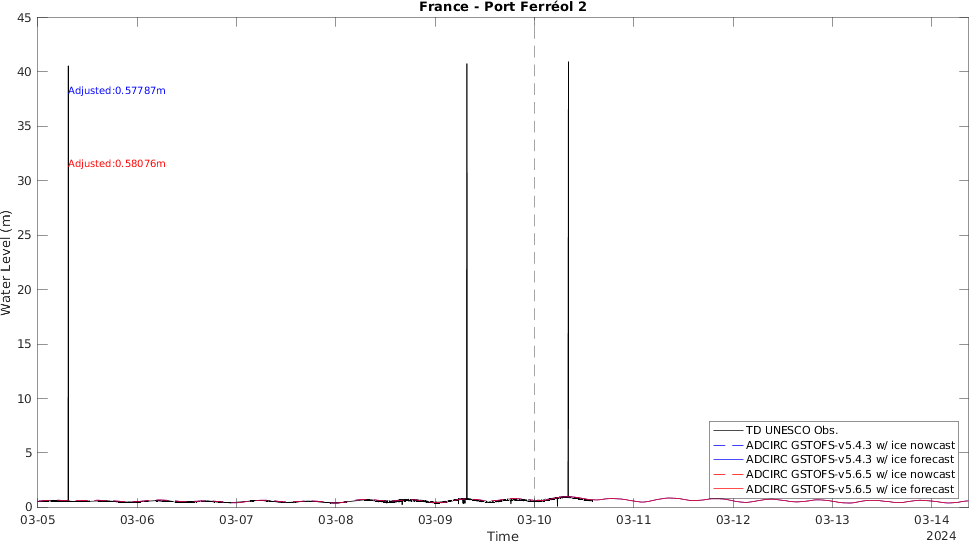 France - Port Ferréol 2
45
40
35
30
25
20
15
10
5
0
Water Level (m)
Adjusted:0.57787m
Adjusted:0.58076m
TD UNESCO Obs.
ADCIRC GSTOFS-v5.4.3 w/ ice nowcast
ADCIRC GSTOFS-v5.4.3 w/ ice forecast
ADCIRC GSTOFS-v5.6.5 w/ ice nowcast
ADCIRC GSTOFS-v5.6.5 w/ ice forecast
03-05 03-06 03-07 03-08 03-09 03-10 03-11 03-12 03-13 03-14
2024
Time